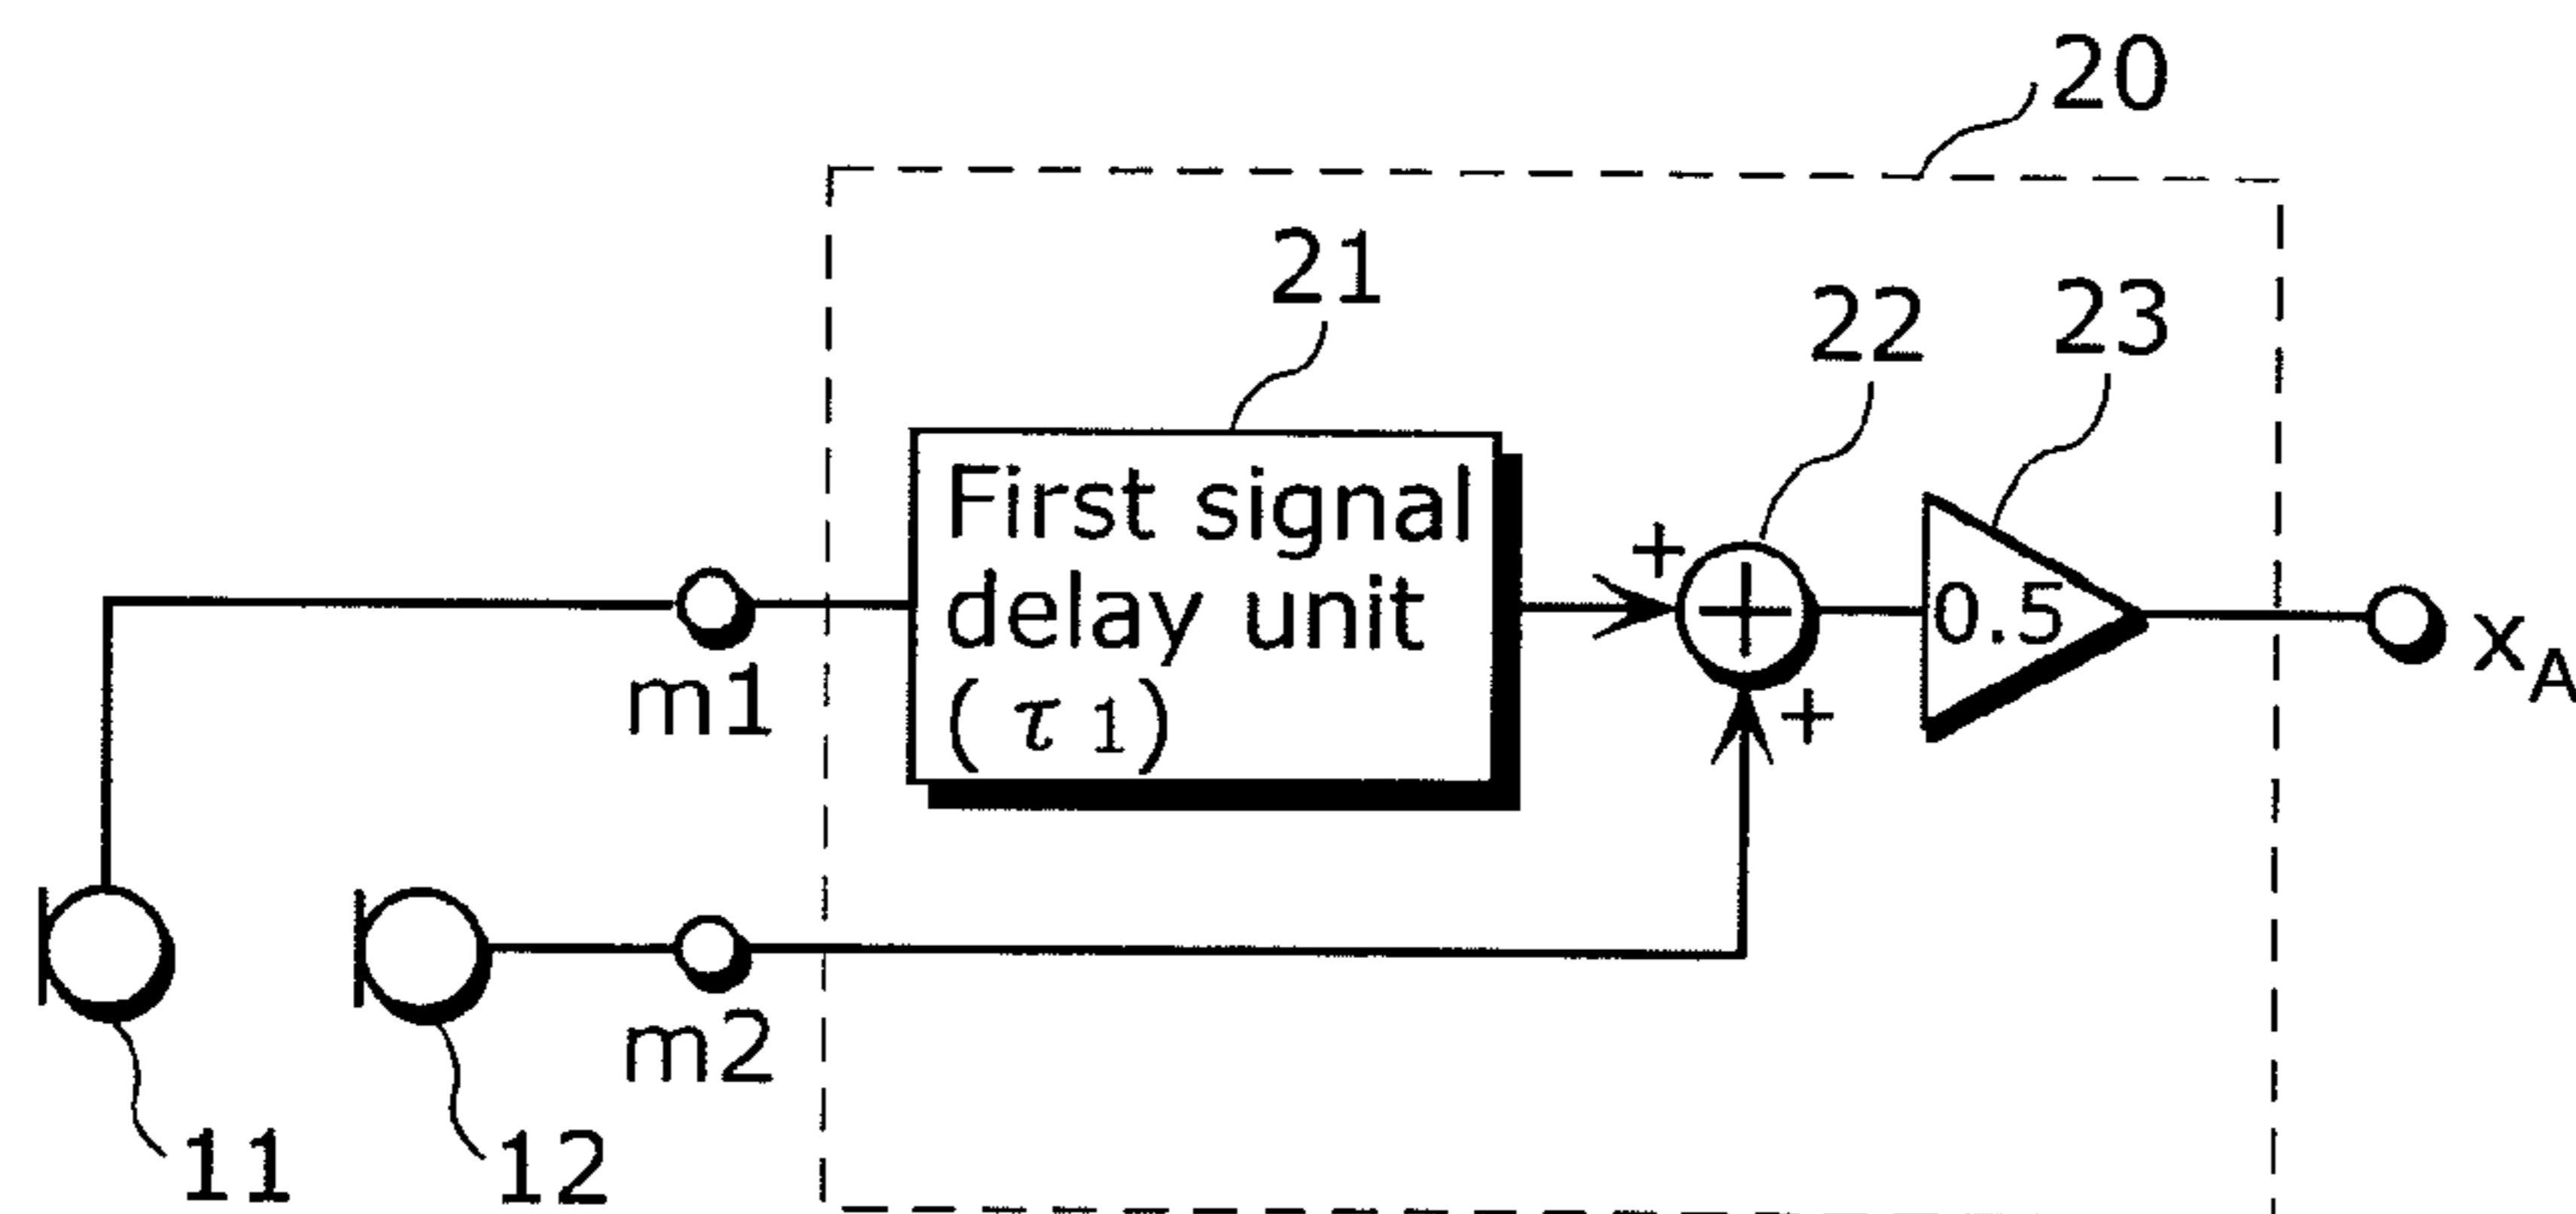 20
21
22
23
First signal
delay unit
(τ1)
+
0.5
+
m1
xA
m2
11
12